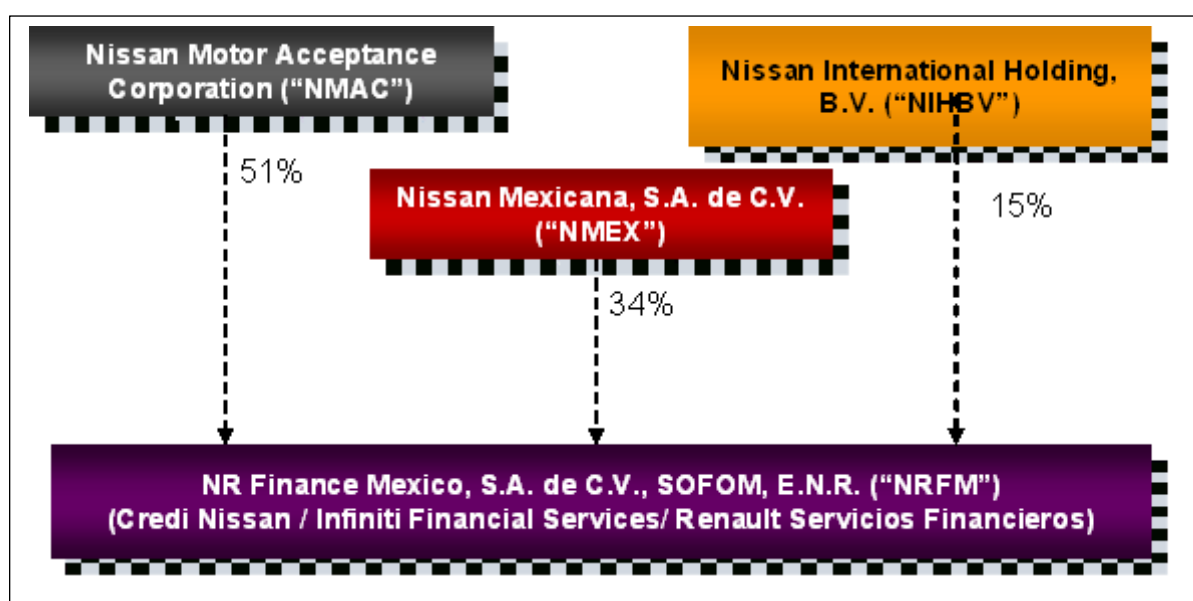 Nissan Motor Acceptance
Corporation (“NMAC”)
Nissan International Holding,
B.V. (“NIHBV”)
51%
Nissan Mexicana, S.A. de C.V.
(“NMEX”)
15%
34%
NR Finance Mexico, S.A. de C.V., SOFOM, E.N.R. (“NRFM”)
(Credi Nissan / Infiniti Financial Services/ Renault Servicios Financieros)